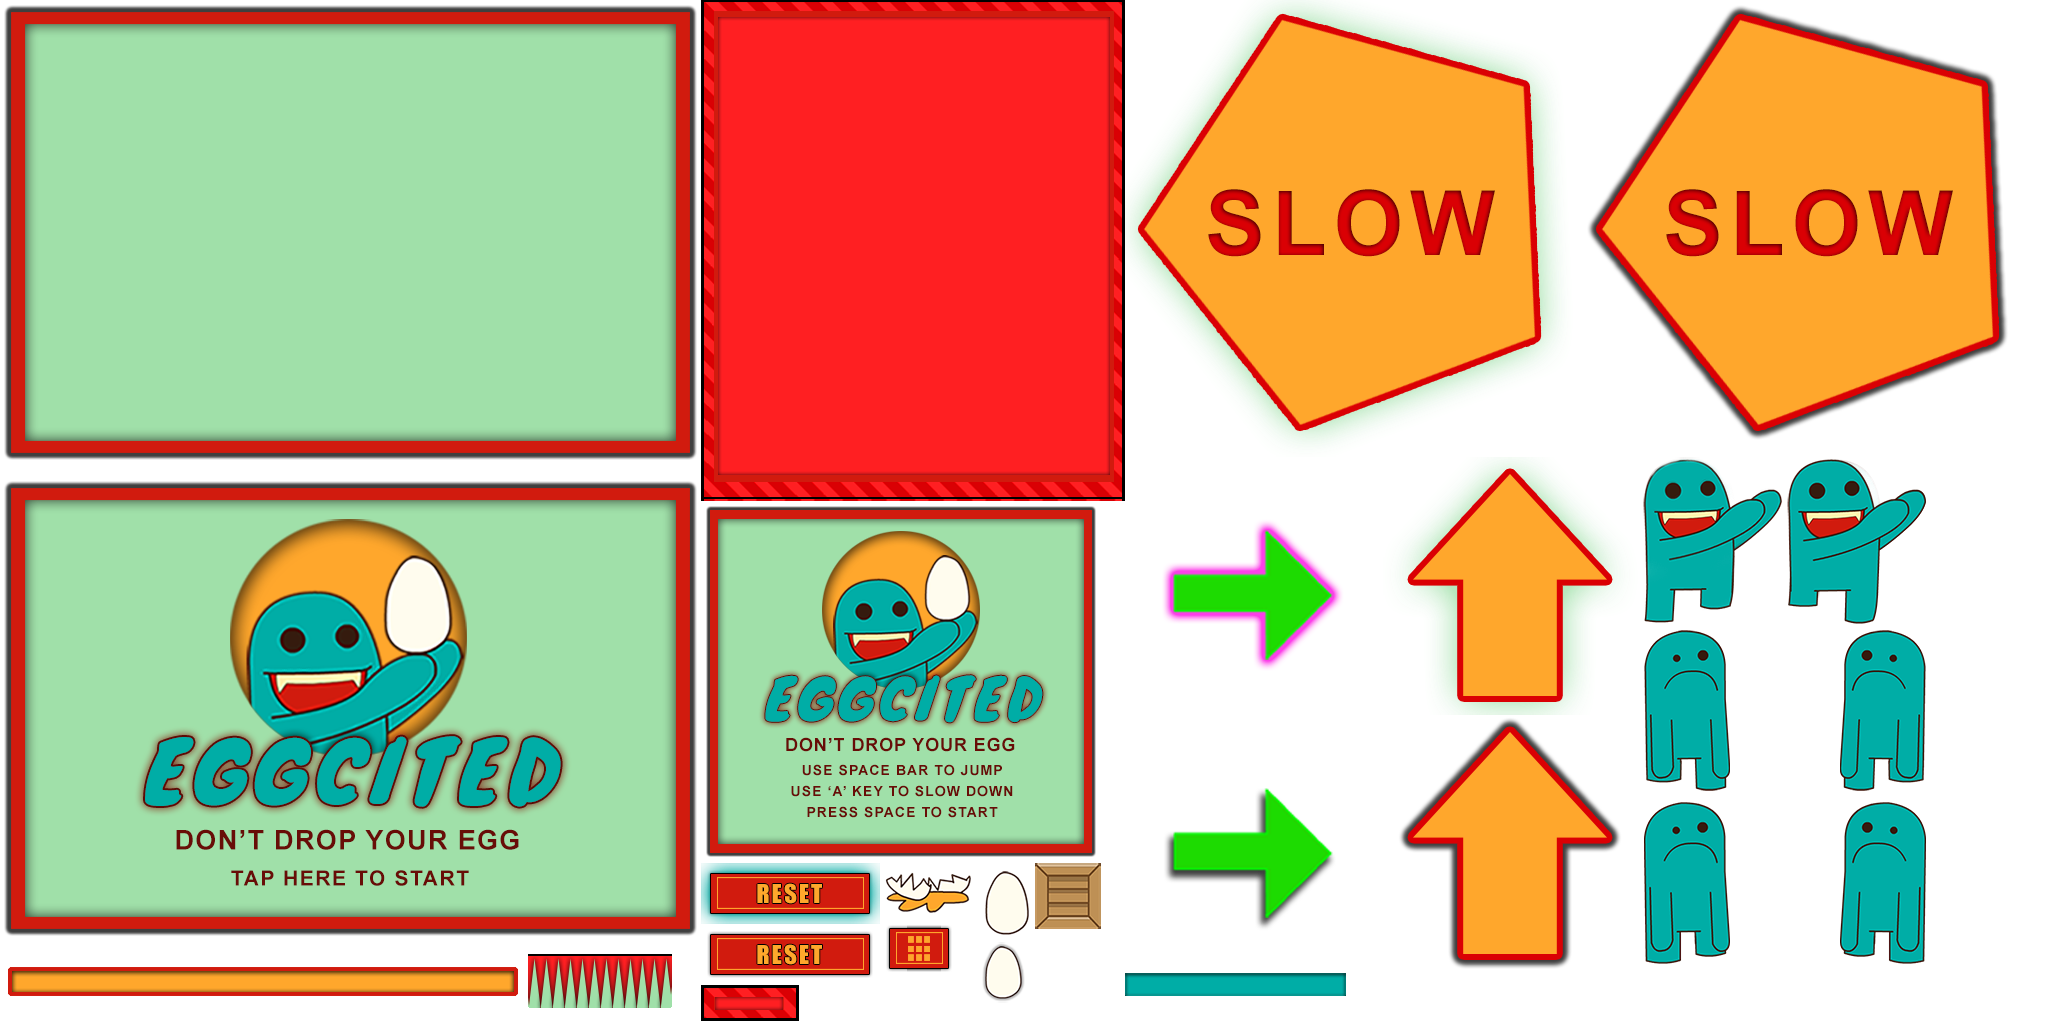 SLOW
SLOW
EGGCITED
DON'T DROP YOUR EGG
TAP HERE TO START
EGGCITED
DON'T DROP YOUR EGG
USE SPACE BAR TO JUMP
USE ‘A’ KEY TO SLOW DOWN
PRESS SPACE TO START
RESET
RESET